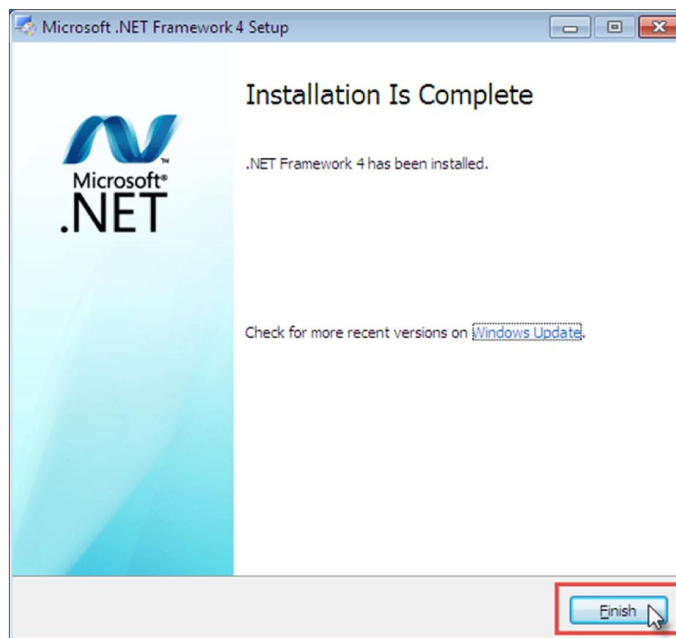 Microsoft .NET Framework 4 Setup
Installation Is Complete
.NET Framework 4 has been installed.
Microsoft®
.NET™
Check for more recent versions on Windows Update.
Finish